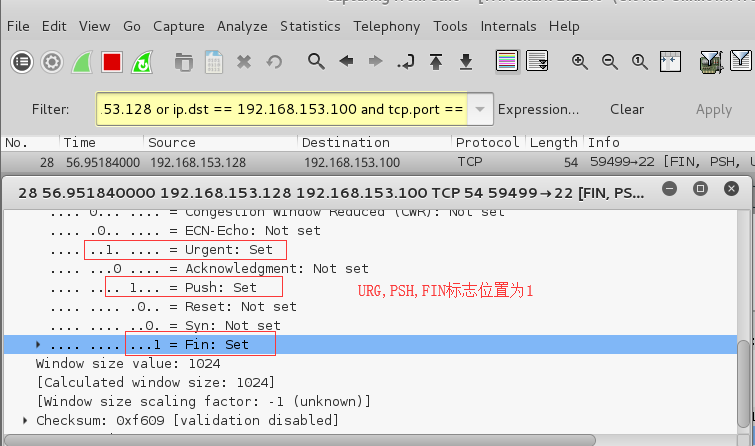 File Edit View Go Capture Analyze Statistics Telephony Tools Internals Help
Filter: .53.128 or ip.dst == 192.168.153.100 and tcp.port == Expression... Clear Apply
No. Time Source Destination Protocol Length Info
28 56.95184000 192.168.153.128 192.168.153.100 TCP 54 59499→22 [FIN, PSH, U
28 56.951840000 192.168.153.128 192.168.153.100 TCP 54 59499→22 [FIN, PS...
.... 0... .... = Congestion Window Reduced (CWR): Not set
.... .0.. .... = ECN-Echo: Not set
.... ..1. .... = Urgent: Set
.... ...0 .... = Acknowledgment: Not set
.... .... 1... = Push: Set
URG,PSH,FIN标志位置为1
.... .... .0.. = Reset: Not set
.... .... ..0. = Syn: Not set
.... .... ...1 = Fin: Set
Window size value: 1024
[Calculated window size: 1024]
[Window size scaling factor: -1 (unknown)]
Checksum: 0xf609 [validation disabled]